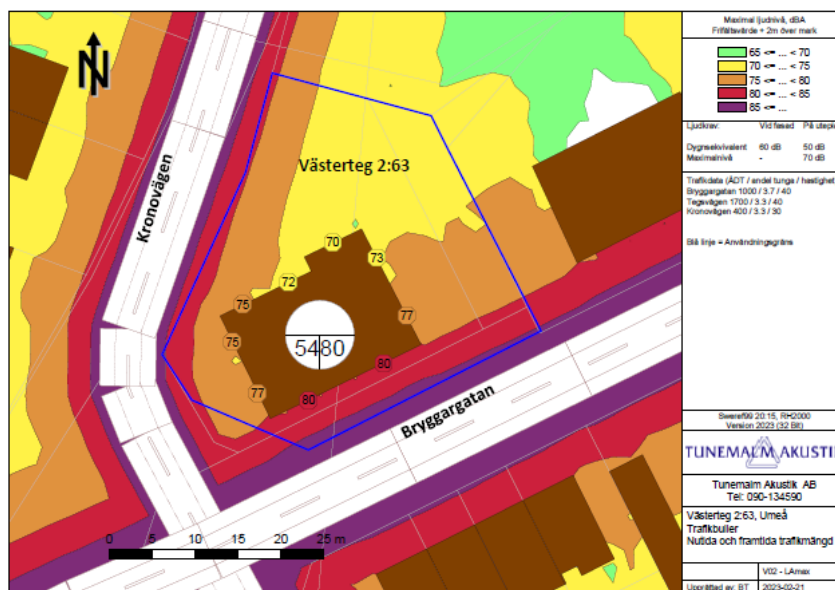 N
Kronovägen
Västerteg 2:63
70
73
72
75
77
75
5480
80
77
80
Bryggargatan
0 5 10 15 20 25 m
Maximal ljudnivå, dBA
Frifältsvärde + 2m över mark
65 <= ... < 70
70 <= ... < 75
75 <= ... < 80
80 <= ... < 85
85 <= ...
Ljudkrav: Vid fasad På utepl
Dygnsekvivalent 60 dB 50 dB
Maximalnivå - 70 dB
Trafikdata (ÅDT / andel tunga / hastighet
Bryggargatan 1000 / 3.7 / 40
Tegsvägen 1700 / 3.3 / 40
Kronovägen 400 / 3.3 / 30
Blå linje = Användningsgräns
Sweref99 20 15, RH2000
Version 2023 (32 Bit)
TUNEMALM AKUSTIK
Tunemalm Akustik AB
Tel: 090-134590
Västerteg 2:63, Umeå
Trafikbuller
Nutida och framtida trafikmängd
V02 - LAmax
Upprättad av: BT 2023-02-21